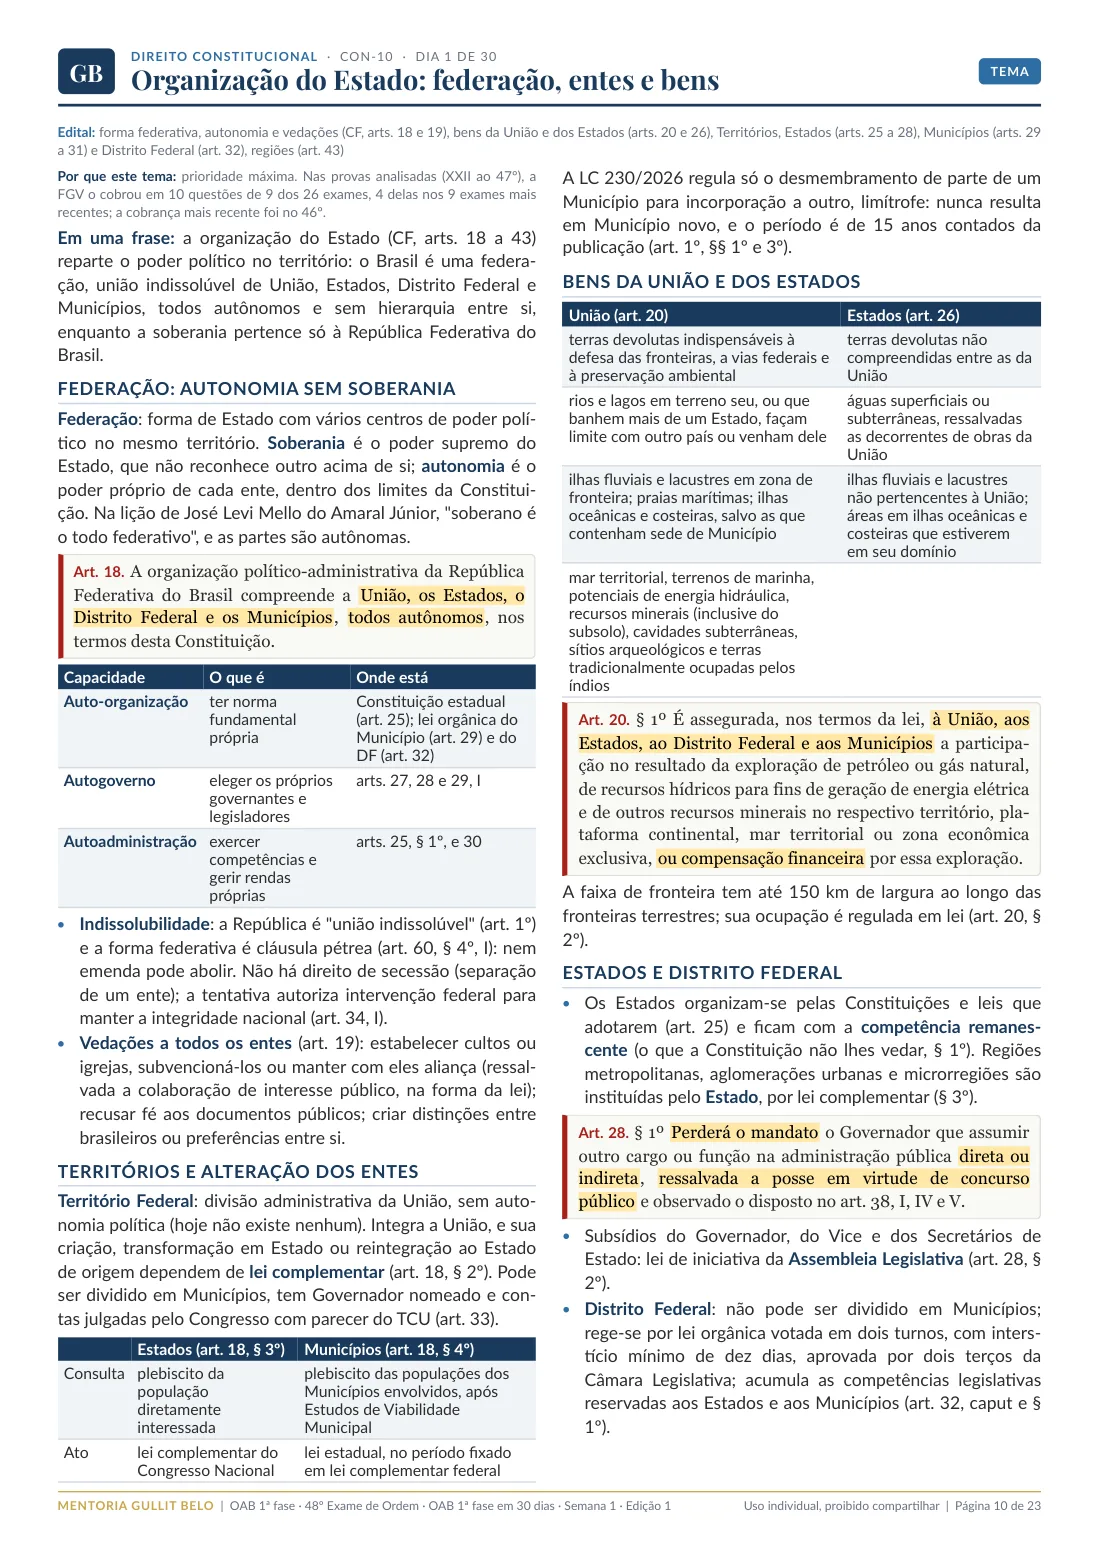 GB
DIREITO CONSTITUCIONAL · CON-10 · DIA 1 DE 30
Organização do Estado: federação, entes e bens
TEMA
Edital: forma federativa, autonomia e vedações (CF, arts. 18 e 19), bens da União e dos Estados (arts. 20 e 26), Territórios, Estados (arts. 25 a 28), Municípios (arts. 29
a 31) e Distrito Federal (art. 32), regiões (art. 43)
Por que este tema: prioridade máxima. Nas provas analisadas (XXII ao 47º), a
FGV o cobrou em 10 questões de 9 dos 26 exames, 4 delas nos 9 exames mais
recentes; a cobrança mais recente foi no 46º.
Em uma frase: a organização do Estado (CF, arts. 18 a 43)
reparte o poder político no território: o Brasil é uma federa-
ção, união indissolúvel de União, Estados, Distrito Federal e
Municípios, todos autônomos e sem hierarquia entre si,
enquanto a soberania pertence só à República Federativa do
Brasil.
FEDERAÇÃO: AUTONOMIA SEM SOBERANIA
Federação: forma de Estado com vários centros de poder polí-
tico no mesmo território. Soberania é o poder supremo do
Estado, que não reconhece outro acima de si; autonomia é o
poder próprio de cada ente, dentro dos limites da Constitui-
ção. Na lição de José Levi Mello do Amaral Júnior, "soberano é
o todo federativo", e as partes são autônomas.
Art. 18. A organização político-administrativa da República
Federativa do Brasil compreende a União, os Estados, o
Distrito Federal e os Municípios, todos autônomos, nos
termos desta Constituição.
Capacidade O que é Onde está
Auto-organização ter norma fundamental própria Constituição estadual (art. 25); lei orgânica do Município (art. 29) e do DF (art. 32)
Autogoverno eleger os próprios governantes e legisladores arts. 27, 28 e 29, I
Autoadministração exercer competências e gerir rendas próprias arts. 25, § 1º, e 30
• Indissolubilidade: a República é "união indissolúvel" (art. 1º)
e a forma federativa é cláusula pétrea (art. 60, § 4º, I): nem
emenda pode abolir. Não há direito de secessão (separação
de um ente); a tentativa autoriza intervenção federal para
manter a integridade nacional (art. 34, I).
• Vedações a todos os entes (art. 19): estabelecer cultos ou
igrejas, subvencioná-los ou manter com eles aliança (ressal-
vada a colaboração de interesse público, na forma da lei);
recusar fé aos documentos públicos; criar distinções entre
brasileiros ou preferências entre si.
TERRITÓRIOS E ALTERAÇÃO DOS ENTES
Território Federal: divisão administrativa da União, sem auto-
nomia política (hoje não existe nenhum). Integra a União, e sua
criação, transformação em Estado ou reintegração ao Estado
de origem dependem de lei complementar (art. 18, § 2º). Pode
ser dividido em Municípios, tem Governador nomeado e con-
tas julgadas pelo Congresso com parecer do TCU (art. 33).
Estados (art. 18, § 3º) Municípios (art. 18, § 4º)
Consulta plebiscito da população diretamente interessada plebiscito das populações dos Municípios envolvidos, após Estudos de Viabilidade Municipal
Ato lei complementar do Congresso Nacional lei estadual, no período fixado em lei complementar federal
A LC 230/2026 regula só o desmembramento de parte de um
Município para incorporação a outro, limítrofe: nunca resulta
em Município novo, e o período é de 15 anos contados da
publicação (art. 1º, §§ 1º e 3º).
BENS DA UNIÃO E DOS ESTADOS
União (art. 20) Estados (art. 26)
terras devolutas indispensáveis à defesa das fronteiras, a vias federais e à preservação ambiental terras devolutas não compreendidas entre as da União
rios e lagos em terreno seu, ou que banhem mais de um Estado, façam limite com outro país ou venham dele águas superficiais ou subterrâneas, ressalvadas as decorrentes de obras da União
ilhas fluviais e lacustres em zona de fronteira; praias marítimas; ilhas oceânicas e costeiras, salvo as que contenham sede de Município ilhas fluviais e lacustres não pertencentes à União; áreas em ilhas oceânicas e costeiras que estiverem em seu domínio
mar territorial, terrenos de marinha,
potenciais de energia hidráulica,
recursos minerais (inclusive do
subsolo), cavidades subterrâneas,
sítios arqueológicos e terras
tradicionalmente ocupadas pelos
índios
Art. 20. § 1º É assegurada, nos termos da lei, à União, aos
Estados, ao Distrito Federal e aos Municípios a participa-
ção no resultado da exploração de petróleo ou gás natural,
de recursos hídricos para fins de geração de energia elétrica
e de outros recursos minerais no respectivo território, pla-
taforma continental, mar territorial ou zona econômica
exclusiva, ou compensação financeira por essa exploração.
A faixa de fronteira tem até 150 km de largura ao longo das
fronteiras terrestres; sua ocupação é regulada em lei (art. 20, §
2º).
ESTADOS E DISTRITO FEDERAL
• Os Estados organizam-se pelas Constituições e leis que
adotarem (art. 25) e ficam com a competência remanes-
cente (o que a Constituição não lhes vedar, § 1º). Regiões
metropolitanas, aglomerações urbanas e microrregiões são
instituídas pelo Estado, por lei complementar (§ 3º).
Art. 28. § 1º Perderá o mandato o Governador que assumir
outro cargo ou função na administração pública direta ou
indireta, ressalvada a posse em virtude de concurso
público e observado o disposto no art. 38, I, IV e V.
• Subsídios do Governador, do Vice e dos Secretários de
Estado: lei de iniciativa da Assembleia Legislativa (art. 28, §
2º).
• Distrito Federal: não pode ser dividido em Municípios;
rege-se por lei orgânica votada em dois turnos, com inters-
tício mínimo de dez dias, aprovada por dois terços da
Câmara Legislativa; acumula as competências legislativas
reservadas aos Estados e aos Municípios (art. 32, caput e §
1º).
MENTORIA GULLIT BELO | OAB 1ª fase · 48º Exame de Ordem · OAB 1ª fase em 30 dias · Semana 1 · Edição 1
Uso individual, proibido compartilhar | Página 10 de 23